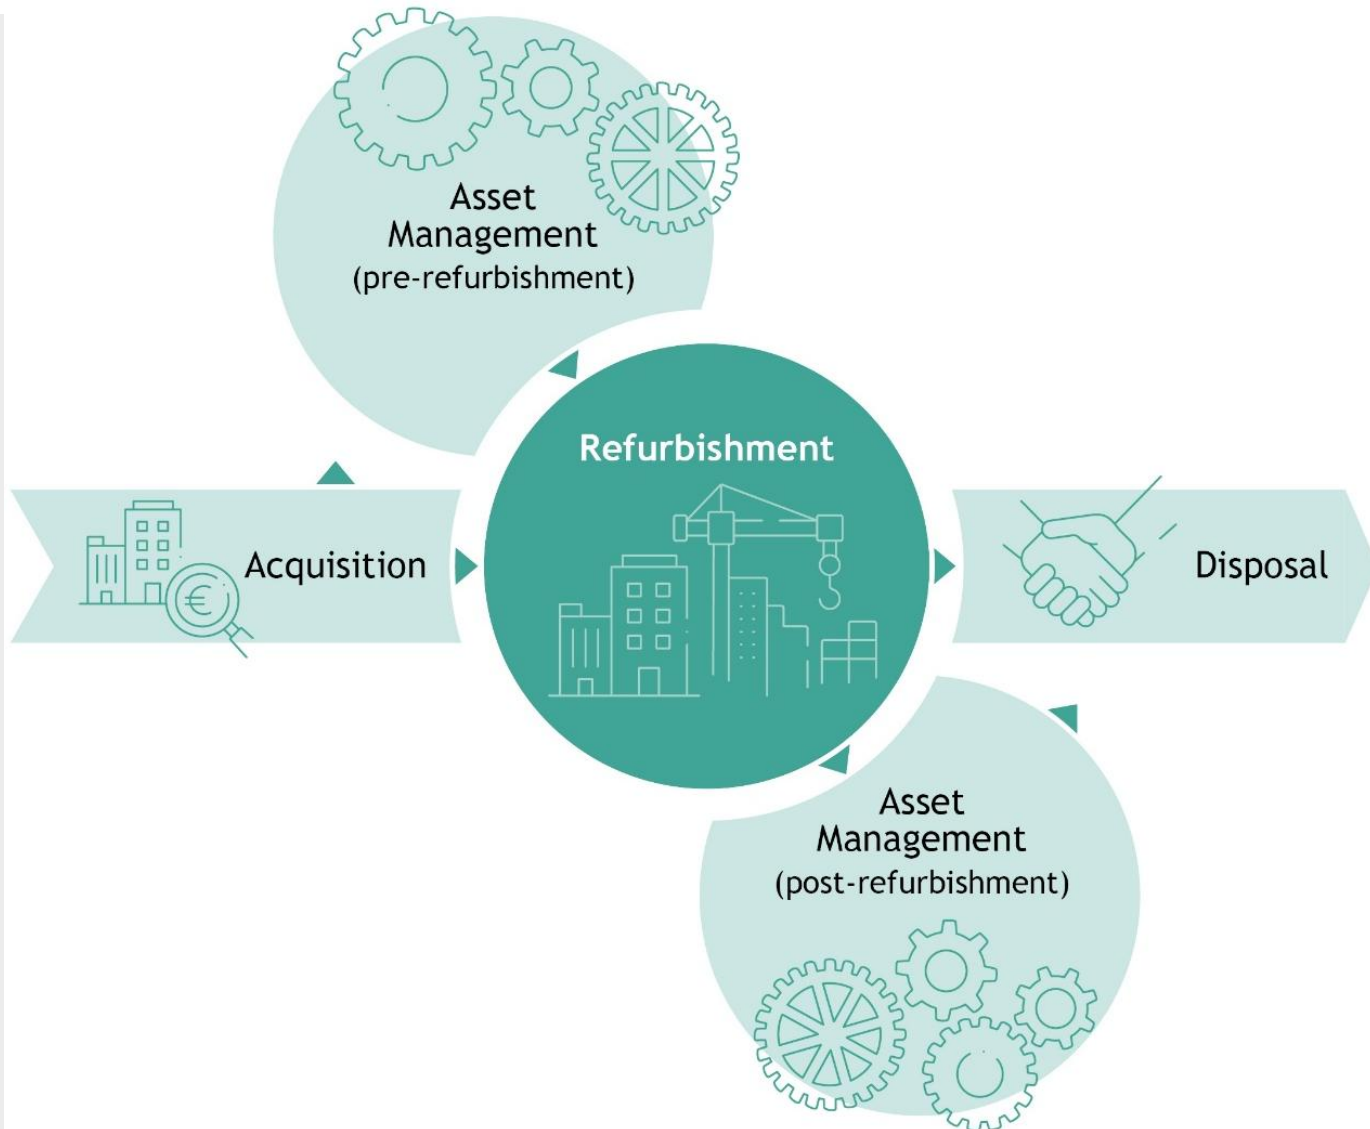 Asset
Management
(pre-refurbishment)
Refurbishment
Acquisition
€
Disposal
Asset
Management
(post-refurbishment)